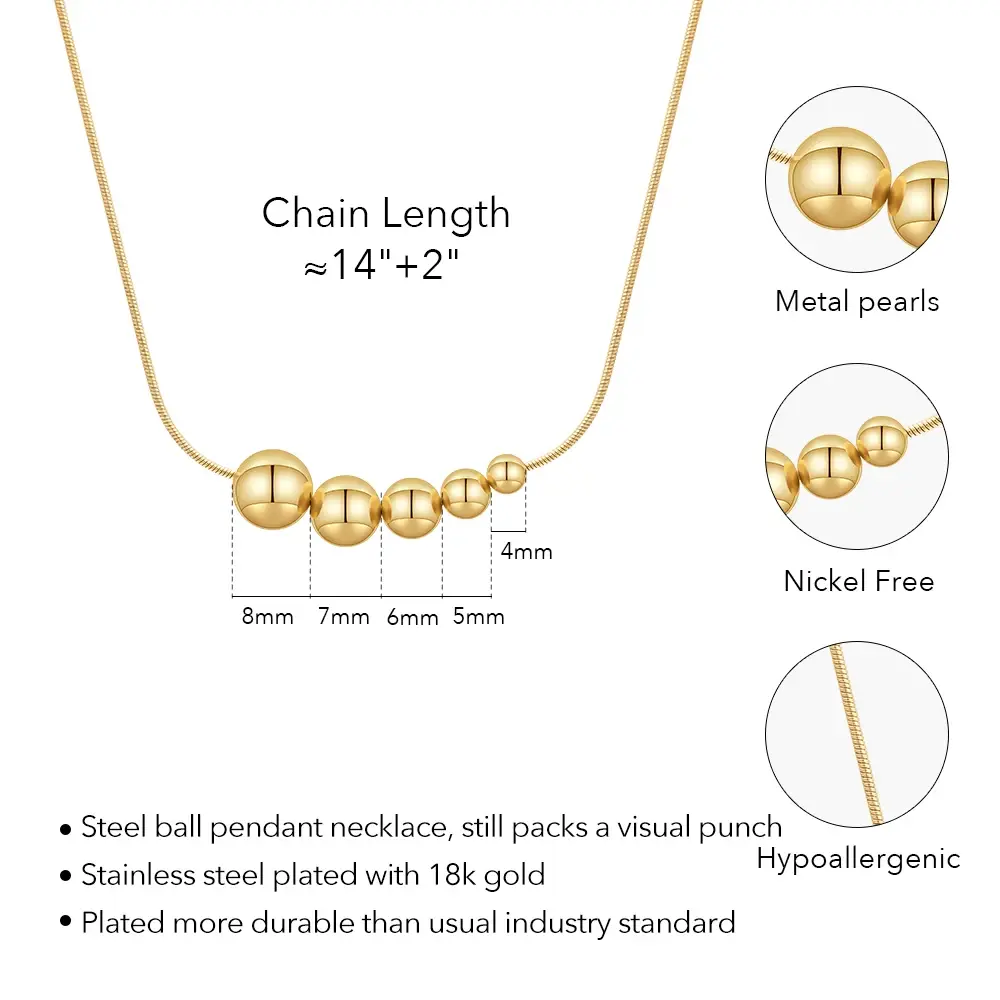 Chain Length
≈14"+2"
Metal pearls
Nickel Free
4mm
8mm
7mm
6mm
5mm
Hypoallergenic
• Steel ball pendant necklace, still packs a visual punch
• Stainless steel plated with 18k gold
• Plated more durable than usual industry standard